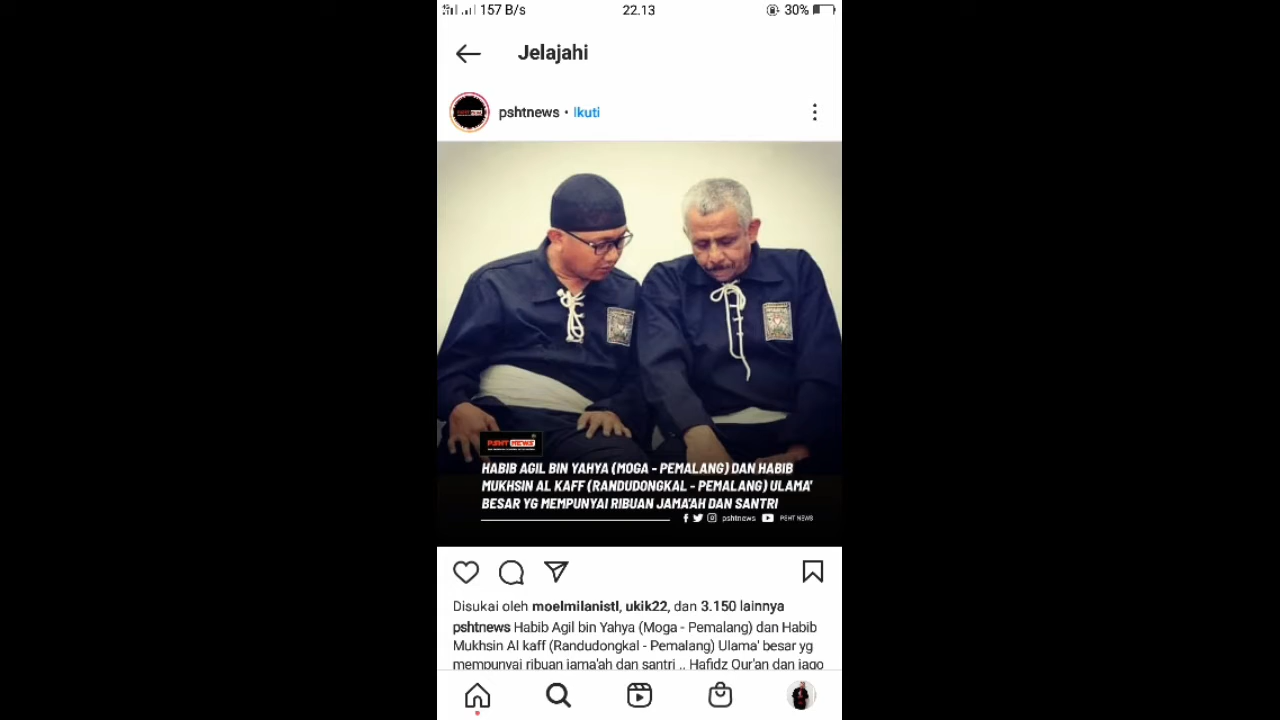 157 B/s 22.13 30%
Jelajahi
pshtnews • Ikuti
PSHT NEWS
HABIB AGIL BIN YAHYA (MOGA - PEMALANG) DAN HABIB
MUKHSIN AL KAFF (RANDUDONGKAL - PEMALANG) ULAMA'
BESAR YG MEMPUNYAI RIBUAN JAMA'AH DAN SANTRI
pshtnews PSHT NEWS
Disukai oleh moelmilanistl, ukik22, dan 3.150 lainnya
pshtnews Habib Agil bin Yahya (Moga - Pemalang) dan Habib
Mukhsin Al kaff (Randudongkal - Pemalang) Ulama' besar yg
mempunyai ribuan jama'ah dan santri .. Hafidz Qur'an dan jago